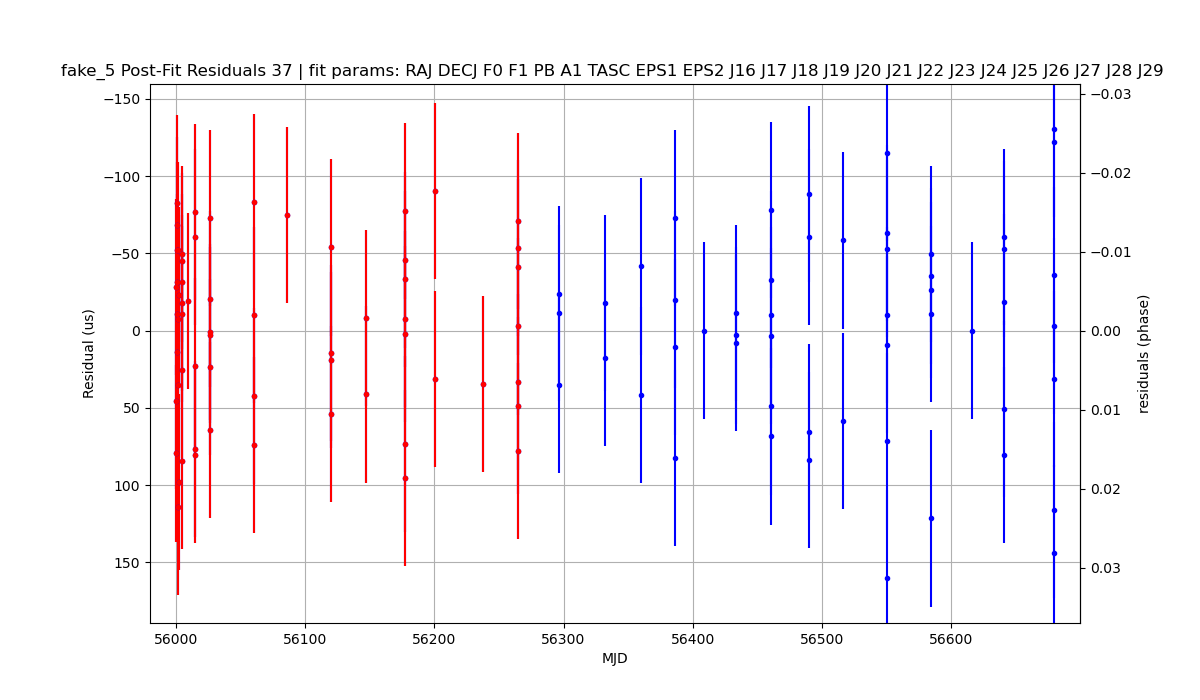 fake_5 Post-Fit Residuals 37 | fit params: RAJ DECJ F0 F1 PB A1 TASC EPS1 EPS2 J16 J17 J18 J19 J20 J21 J22 J23 J24 J25 J26 J27 J28 J29
−150
−100
−50
0
50
100
150
Residual (us)
−0.03
−0.02
−0.01
0.00
0.01
0.02
0.03
residuals (phase)
56000 56100 56200 56300 56400 56500 56600
MJD